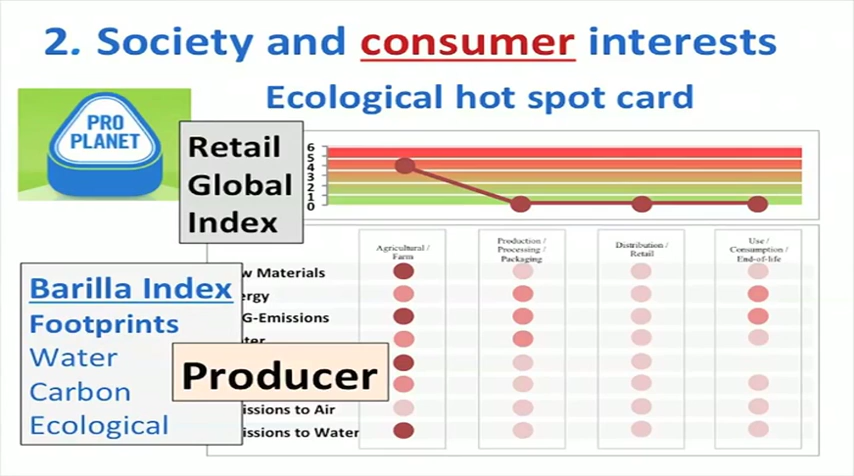 2. Society and consumer interests
Ecological hot spot card
PRO
PLANET
Retail
Global
Index
6
5
4
3
2
1
0
Agricultural /
Farm
Production /
Processing /
Packaging
Distribution /
Retail
Use /
Consumption /
End-of-life
w Materials
ergy
G-Emissions
ter
issions to Air
issions to Water
Barilla Index
Footprints
Water
Carbon
Ecological
Producer